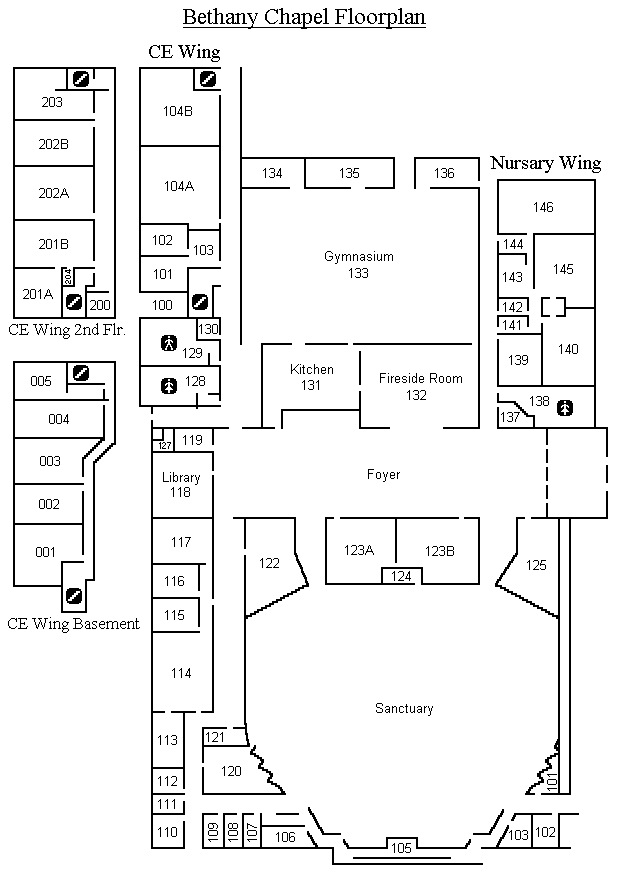 Bethany Chapel Floorplan
CE Wing
203
202B
202A
201B
204
201A
200
CE Wing 2nd Flr.
005
004
003
002
001
CE Wing Basement
104B
104A
102
103
101
100
130
129
128
134
135
136
Gymnasium
133
Kitchen
131
Fireside Room
132
Nursary Wing
146
144
145
143
142
141
139
140
138
137
127
119
Library
118
Foyer
117
116
115
114
122
123A
123B
124
125
Sanctuary
113
112
111
110
121
120
101
109
108
107
106
105
103
102